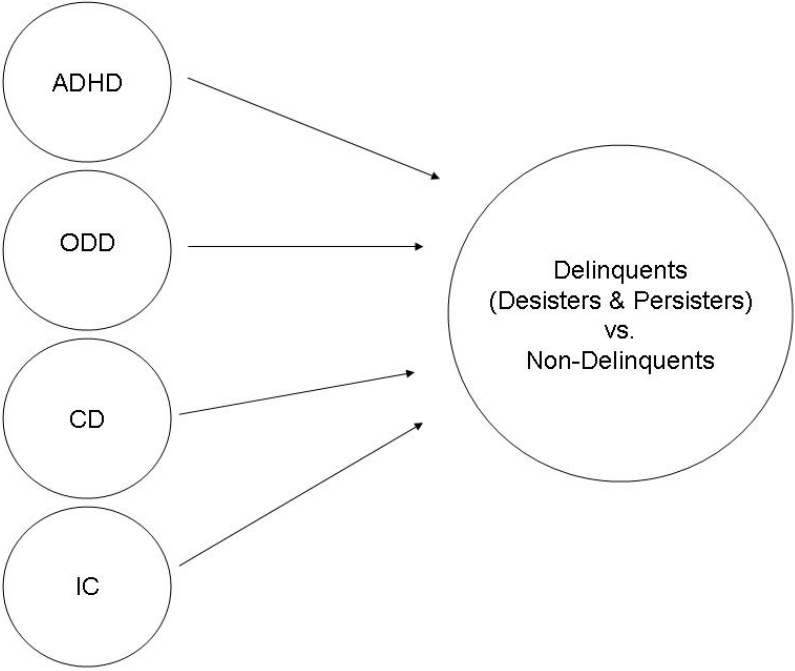 ADHD
ODD
CD
IC
Delinquents
(Desisters & Persisters)
vs.
Non-Delinquents